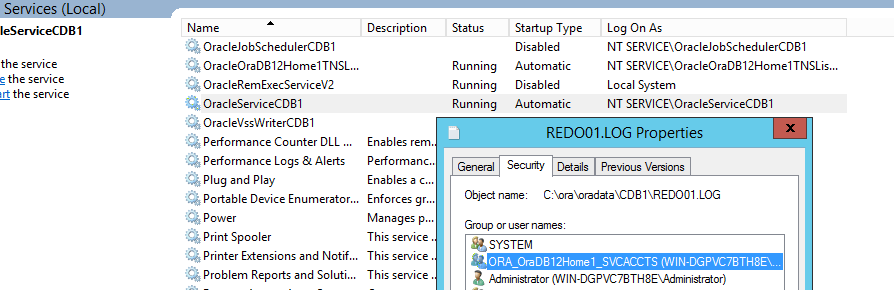 Services (Local)
leServiceCDB1
the service
e the service
rt the service
Name Description Status Startup Type Log On As
OracleJobSchedulerCDB1 Disabled NT SERVICE\OracleJobSchedulerCDB1
OracleOraDB12Home1TNSL... Running Automatic NT SERVICE\OracleOraDB12Home1TNSLis...
OracleRemExecServiceV2 Running Disabled Local System
OracleServiceCDB1 Running Automatic NT SERVICE\OracleServiceCDB1
OracleVssWriterCDB1
Performance Counter DLL ... Enables rem...
Performance Logs & Alerts Performanc...
Plug and Play Enables a c...
Portable Device Enumerator... Enforces gr...
Power Manages p...
Print Spooler This service ...
Printer Extensions and Notif... This service ...
Problem Reports and Soluti... This service ...
REDO01.LOG Properties
x
General Security Details Previous Versions
Object name: C:\ora\oradata\CDB1\REDO01.LOG
Group or user names:
SYSTEM
ORA_OraDB12Home1_SVCACCTS (WIN-DGPVC7BTH8E\...
Administrator (WIN-DGPVC7BTH8E\Administrator)